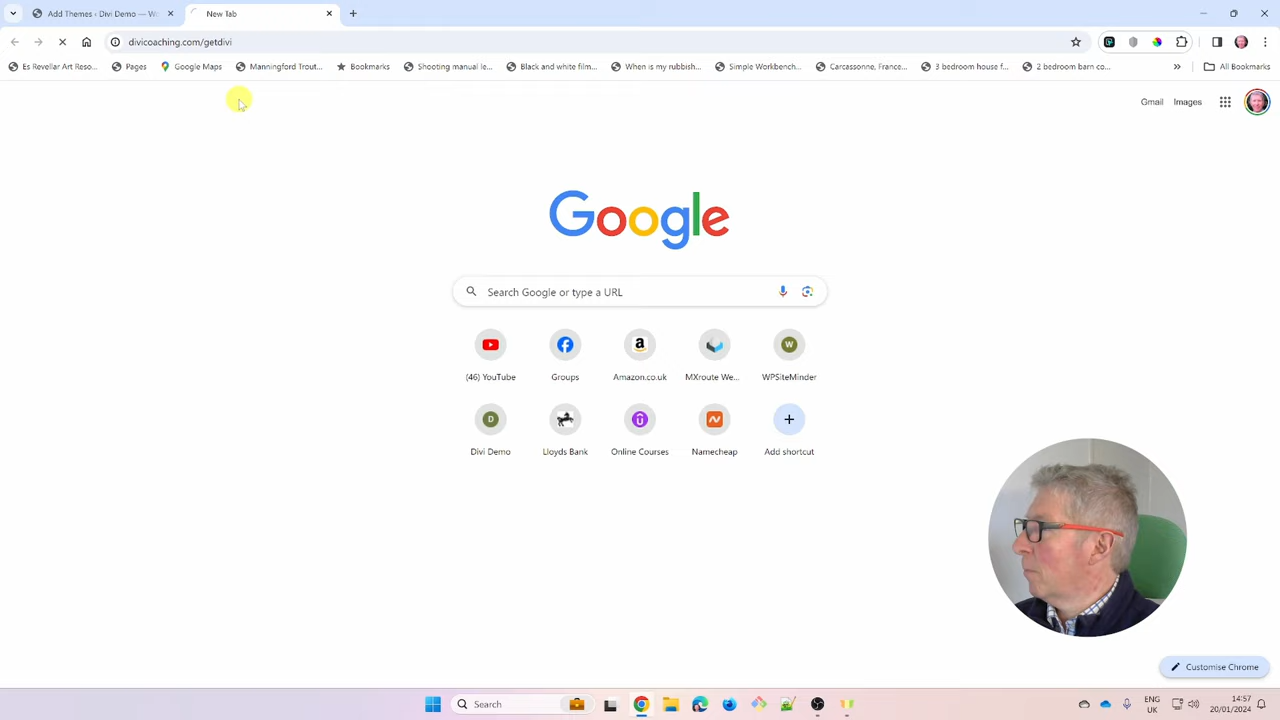 Add Themes ‹ Divi Demo — Wo
New Tab
divicoaching.com/getdivi
Es Revellar Art Reso...
Pages
Google Maps
Manningford Trout...
Bookmarks
Shooting manual le...
Black and white film...
When is my rubbish...
Simple Workbench...
Carcassonne, France...
3 bedroom house f...
2 bedroom barn co...
All Bookmarks
Gmail
Images
Google
Search Google or type a URL
(46) YouTube
Groups
Amazon.co.uk
MXroute We...
WPSiteMinder
Divi Demo
Lloyds Bank
Online Courses
Namecheap
Add shortcut
Customise Chrome
Search
ENG
UK
14:57
20/01/2024